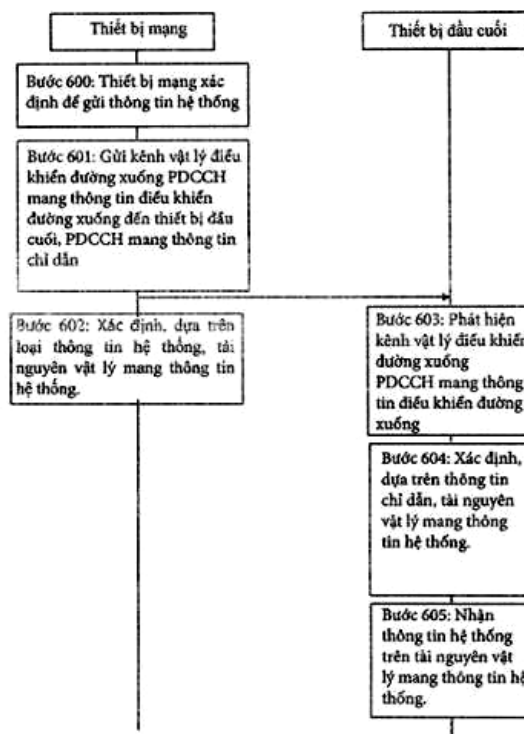 Thiết bị mạng
Thiết bị đầu cuối
Bước 600: Thiết bị mạng xác
định để gửi thông tin hệ thống
Bước 601: Gửi kênh vật lý điều
khiển đường xuống PDCCH
mang thông tin điều khiển
đường xuống đến thiết bị đầu
cuối, PDCCH mang thông tin
chỉ dẫn
Bước 602: Xác định, dựa trên
loại thông tin hệ thống, tài
nguyên vật lý mang thông tin
hệ thống.
Bước 603: Phát hiện
kênh vật lý điều khiển
đường xuống
PDCCH mang thông
tin điều khiển đường
xuống
Bước 604: Xác định,
dựa trên thông tin
chỉ dẫn, tài nguyên
vật lý mang thông
tin hệ thống.
Bước 605: Nhận
thông tin hệ thống
trên tài nguyên vật
lý mang thông tin hệ
thống.